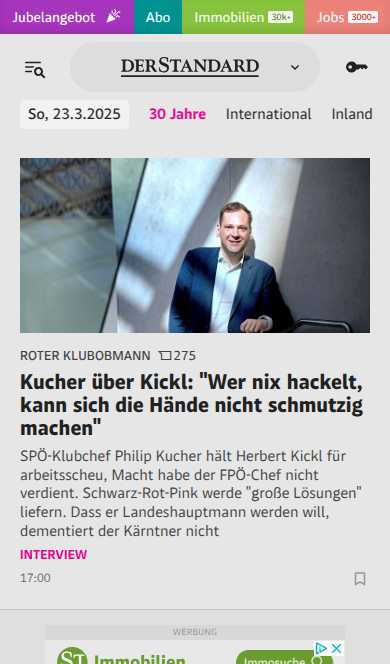 Jubelangebot Abo Immobilien 30k+ Jobs 3000+
DERSTANDARD
So, 23.3.2025 30 Jahre International Inland
ROTER KLUBOBMANN 275
Kucher über Kickl: "Wer nix hackelt,
kann sich die Hände nicht schmutzig
machen"
SPÖ-Klubchef Philip Kucher hält Herbert Kickl für
arbeitsscheu, Macht habe der FPÖ-Chef nicht
verdient. Schwarz-Rot-Pink werde "große Lösungen"
liefern. Dass er Landeshauptmann werden will,
dementiert der Kärntner nicht
INTERVIEW
17:00
WERBUNG
ST Immobilien Immosuche